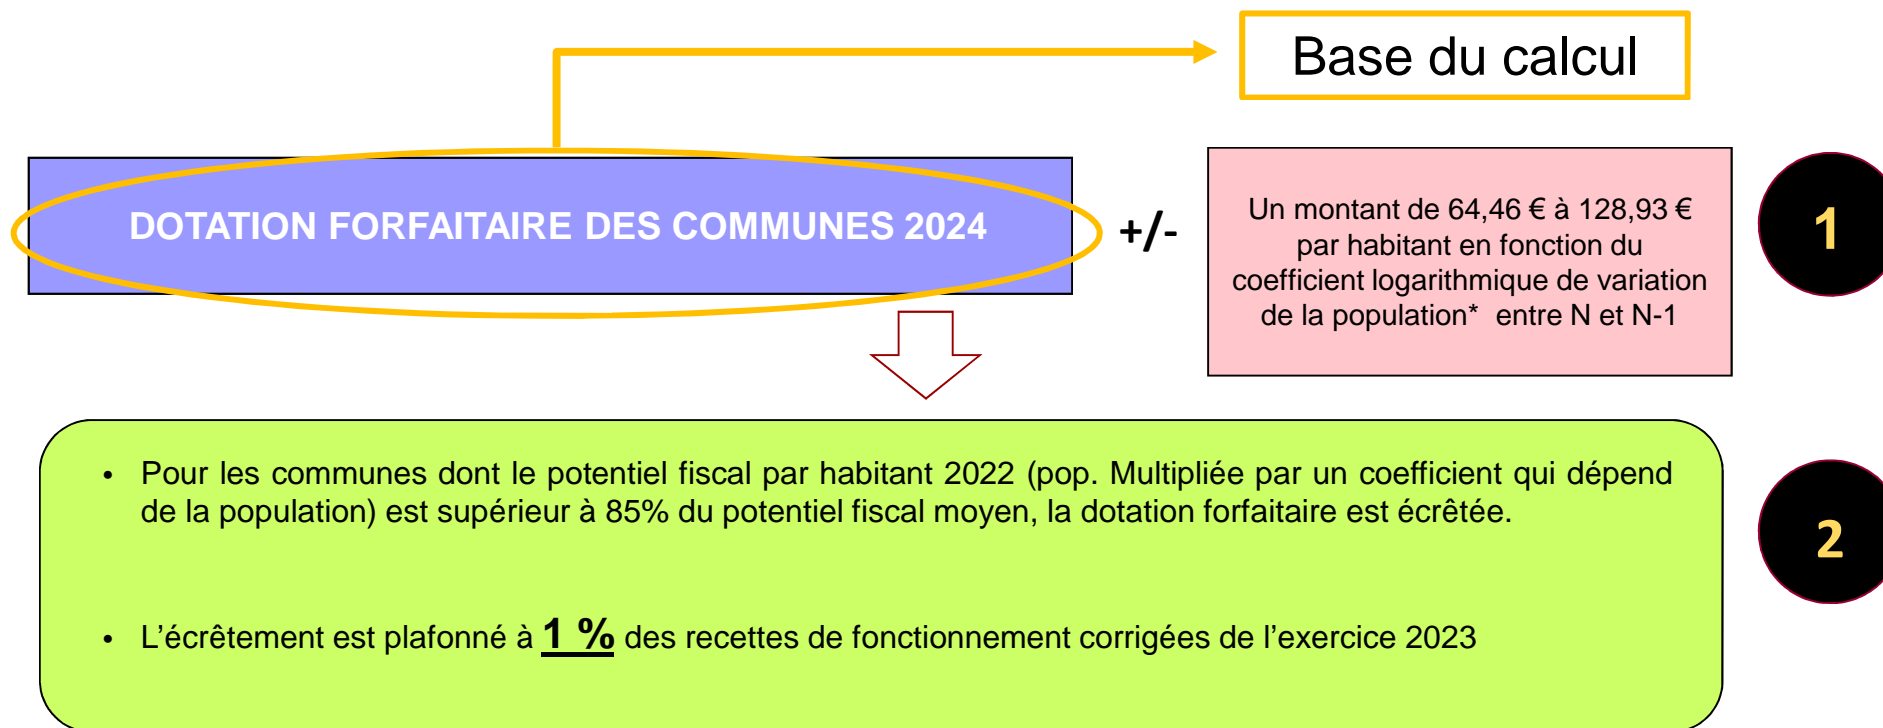 Base du calcul
DOTATION FORFAITAIRE DES COMMUNES 2024
+/-
Un montant de 64,46 € à 128,93 €
par habitant en fonction du
coefficient logarithmique de variation
de la population* entre N et N-1
1
• Pour les communes dont le potentiel fiscal par habitant 2022 (pop. Multipliée par un coefficient qui dépend
de la population) est supérieur à 85% du potentiel fiscal moyen, la dotation forfaitaire est écrêtée.
2
• L’écrêtement est plafonné à 1 % des recettes de fonctionnement corrigées de l’exercice 2023